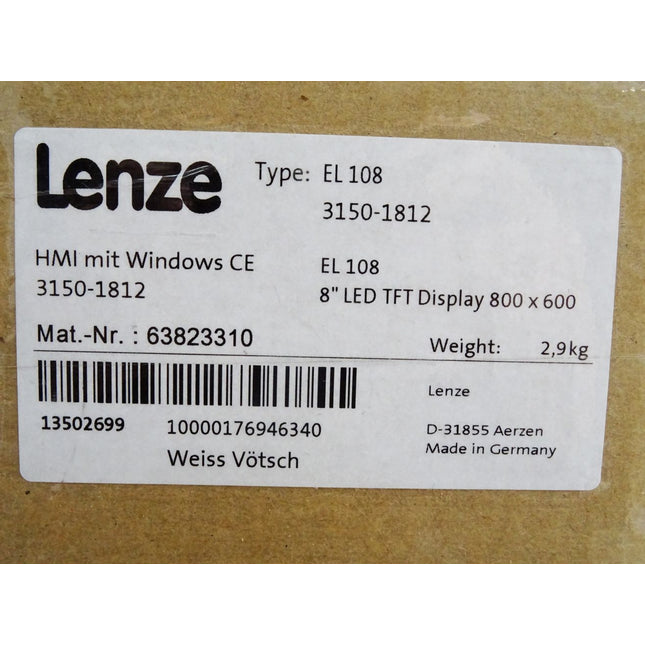 Lenze
Type: EL 108
3150-1812
HMI mit Windows CE
3150-1812
EL 108
8" LED TFT Display 800 x 600
Mat.-Nr. : 63823310
Weight: 2,9kg
13502699 10000176946340
Weiss Vötsch
Lenze
D-31855 Aerzen
Made in Germany